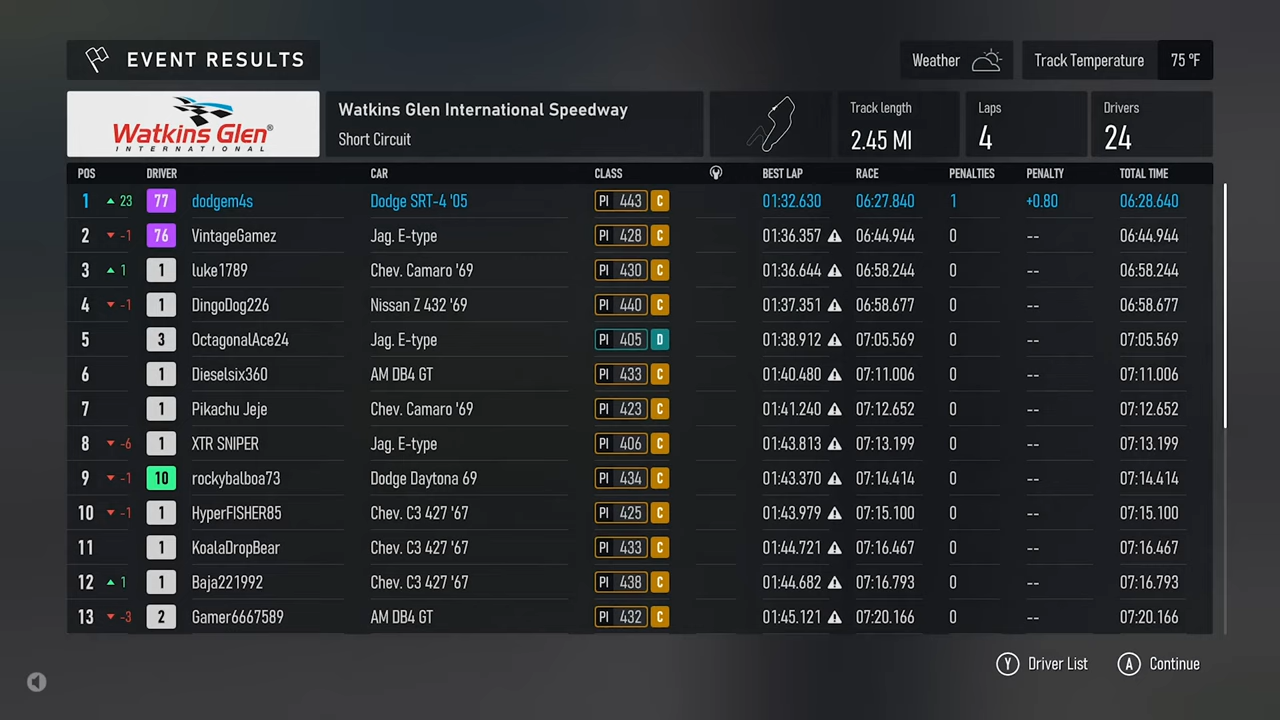 EVENT RESULTS
Weather
Track Temperature 75 °F
Watkins Glen®
INTERNATIONAL
Watkins Glen International Speedway
Short Circuit
Track length
2.45 MI
Laps
4
Drivers
24
POS DRIVER CAR CLASS BEST LAP RACE PENALTIES PENALTY TOTAL TIME
1 23 77 dodgem4s Dodge SRT-4 '05 PI 443 C 01:32.630 06:27.840 1 +0.80 06:28.640
2 -1 76 VintageGamez Jag. E-type PI 428 C 01:36.357 06:44.944 0 -- 06:44.944
3 1 1 luke1789 Chev. Camaro '69 PI 430 C 01:36.644 06:58.244 0 -- 06:58.244
4 -1 1 DingoDog226 Nissan Z 432 '69 PI 440 C 01:37.351 06:58.677 0 -- 06:58.677
5 3 OctagonalAce24 Jag. E-type PI 405 D 01:38.912 07:05.569 0 -- 07:05.569
6 1 Dieselsix360 AM DB4 GT PI 433 C 01:40.480 07:11.006 0 -- 07:11.006
7 1 Pikachu Jeje Chev. Camaro '69 PI 423 C 01:41.240 07:12.652 0 -- 07:12.652
8 -6 1 XTR SNIPER Jag. E-type PI 406 C 01:43.813 07:13.199 0 -- 07:13.199
9 -1 10 rockybalboa73 Dodge Daytona 69 PI 434 C 01:43.370 07:14.414 0 -- 07:14.414
10 -1 1 HyperFISHER85 Chev. C3 427 '67 PI 425 C 01:43.979 07:15.100 0 -- 07:15.100
11 1 KoalaDropBear Chev. C3 427 '67 PI 433 C 01:44.721 07:16.467 0 -- 07:16.467
12 1 1 Baja221992 Chev. C3 427 '67 PI 438 C 01:44.682 07:16.793 0 -- 07:16.793
13 -3 2 Gamer6667589 AM DB4 GT PI 432 C 01:45.121 07:20.166 0 -- 07:20.166
Y Driver List A Continue